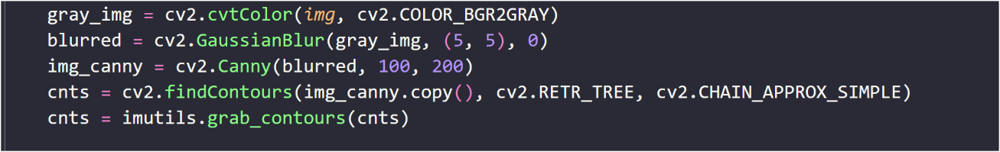 gray_img = cv2.cvtColor(img, cv2.COLOR_BGR2GRAY)
blurred = cv2.GaussianBlur(gray_img, (5, 5), 0)
img_canny = cv2.Canny(blurred, 100, 200)
cnts = cv2.findContours(img_canny.copy(), cv2.RETR_TREE, cv2.CHAIN_APPROX_SIMPLE)
cnts = imutils.grab_contours(cnts)